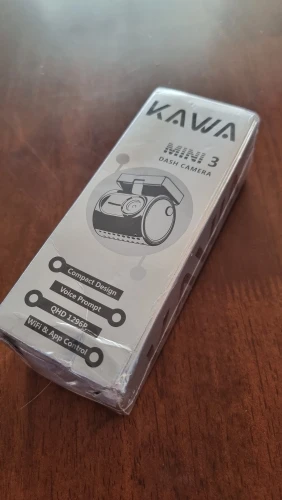 KAWA
MINI 3
DASH CAMERA
Compact Design
Voice Prompt
QHD 1296P
WiFi & App Control